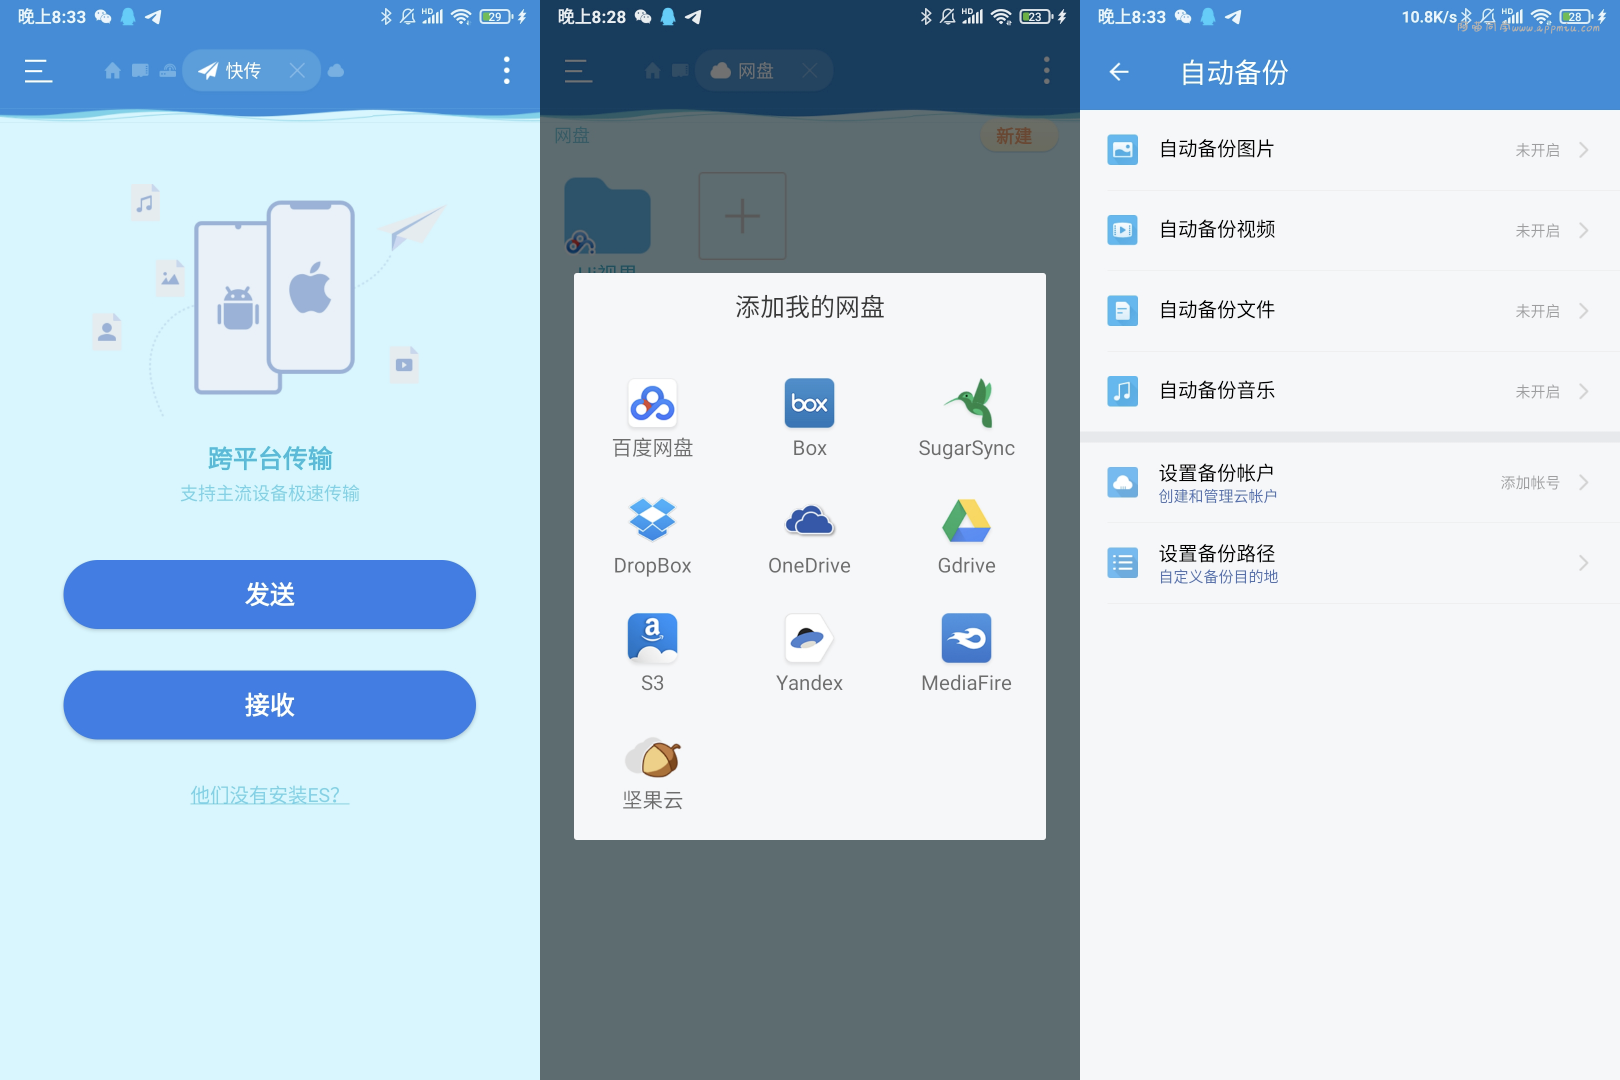 晚上8:33
HD
29
快传
跨平台传输
支持主流设备极速传输
发送
接收
他们没有安装ES?
晚上8:28
HD
23
网盘
网盘
新建
添加我的网盘
百度网盘
Box
SugarSync
DropBox
OneDrive
Gdrive
S3
Yandex
MediaFire
坚果云
晚上8:33
10.8K/s
HD
28
自动备份
自动备份图片
未开启
自动备份视频
未开启
自动备份文件
未开启
自动备份音乐
未开启
设置备份帐户
创建和管理云帐户
添加帐号
设置备份路径
自定义备份目的地